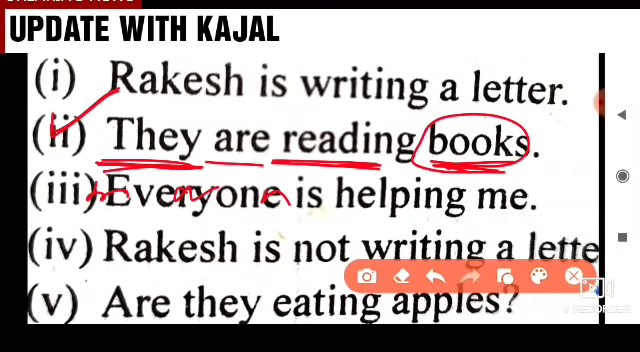 UPDATE WITH KAJAL
(i) Rakesh is writing a letter.
(ii) They are reading books.
(iii) Everyone is helping me.
(iv) Rakesh is not writing a lette
(v) Are they eating apples?